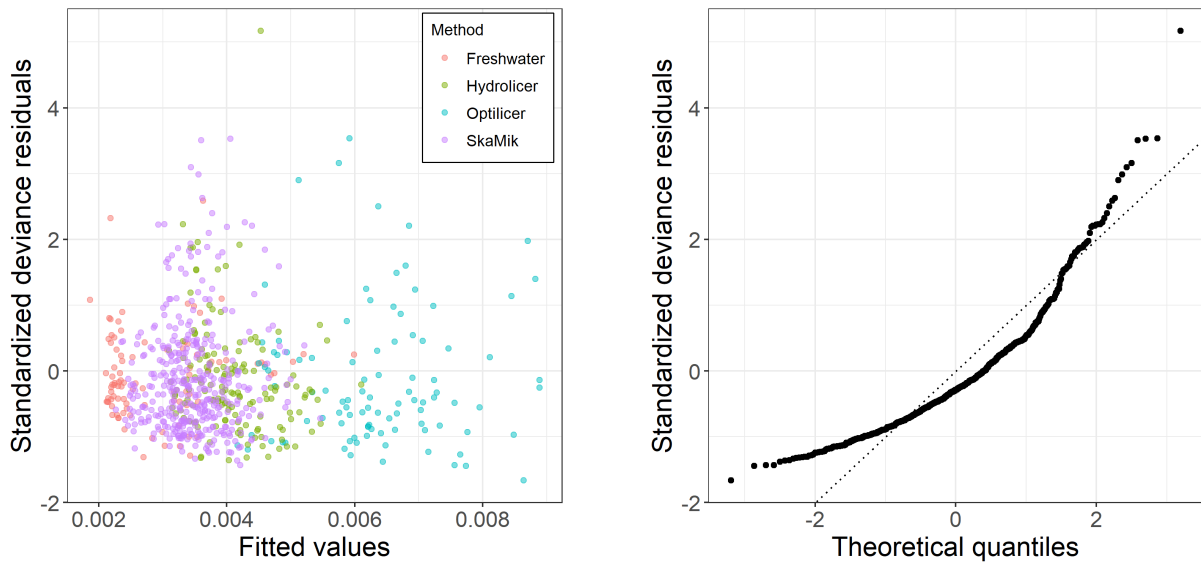 Standardized deviance residuals
4
2
0
-2
Method
Freshwater
Hydrolicer
Optilicer
SkaMik
0.002 0.004 0.006 0.008
Fitted values
Standardized deviance residuals
4
2
0
-2
-2 0 2
Theoretical quantiles